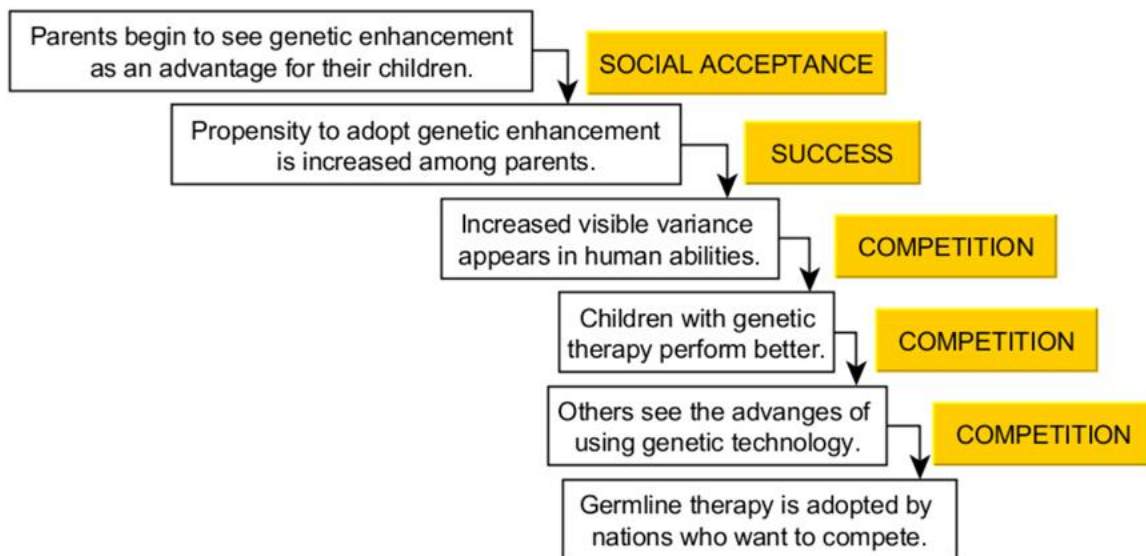 Parents begin to see genetic enhancement
as an advantage for their children.
SOCIAL ACCEPTANCE
Propensity to adopt genetic enhancement
is increased among parents.
SUCCESS
Increased visible variance
appears in human abilities.
COMPETITION
Children with genetic
therapy perform better.
COMPETITION
Others see the advanges of
using genetic technology.
COMPETITION
Germline therapy is adopted by
nations who want to compete.